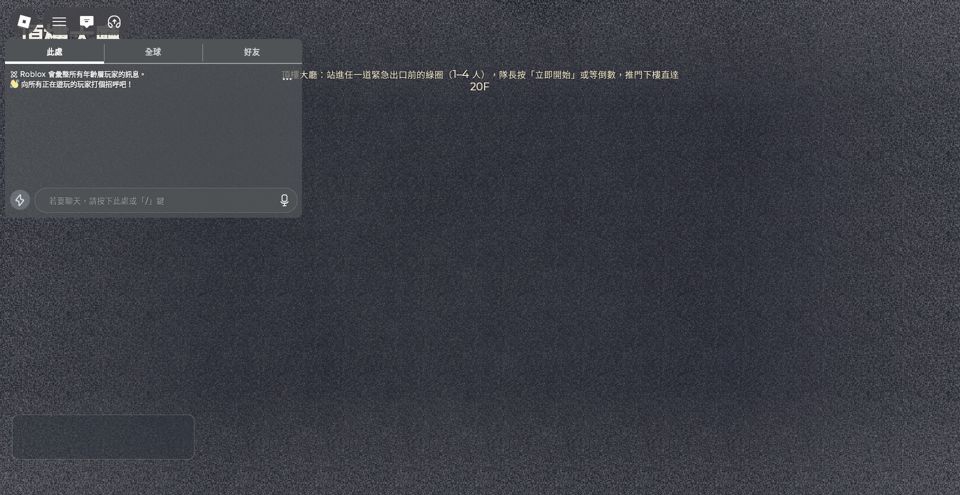 此處
全球
好友
Roblox 會彙整所有年齡層玩家的訊息。
向所有正在遊玩的玩家打個招呼吧！
大廳：站進任一道緊急出口前的綠圈（1–4 人），隊長按「立即開始」或等倒數，推門下樓直達
20F
若要聊天，請按下此處或「/」鍵